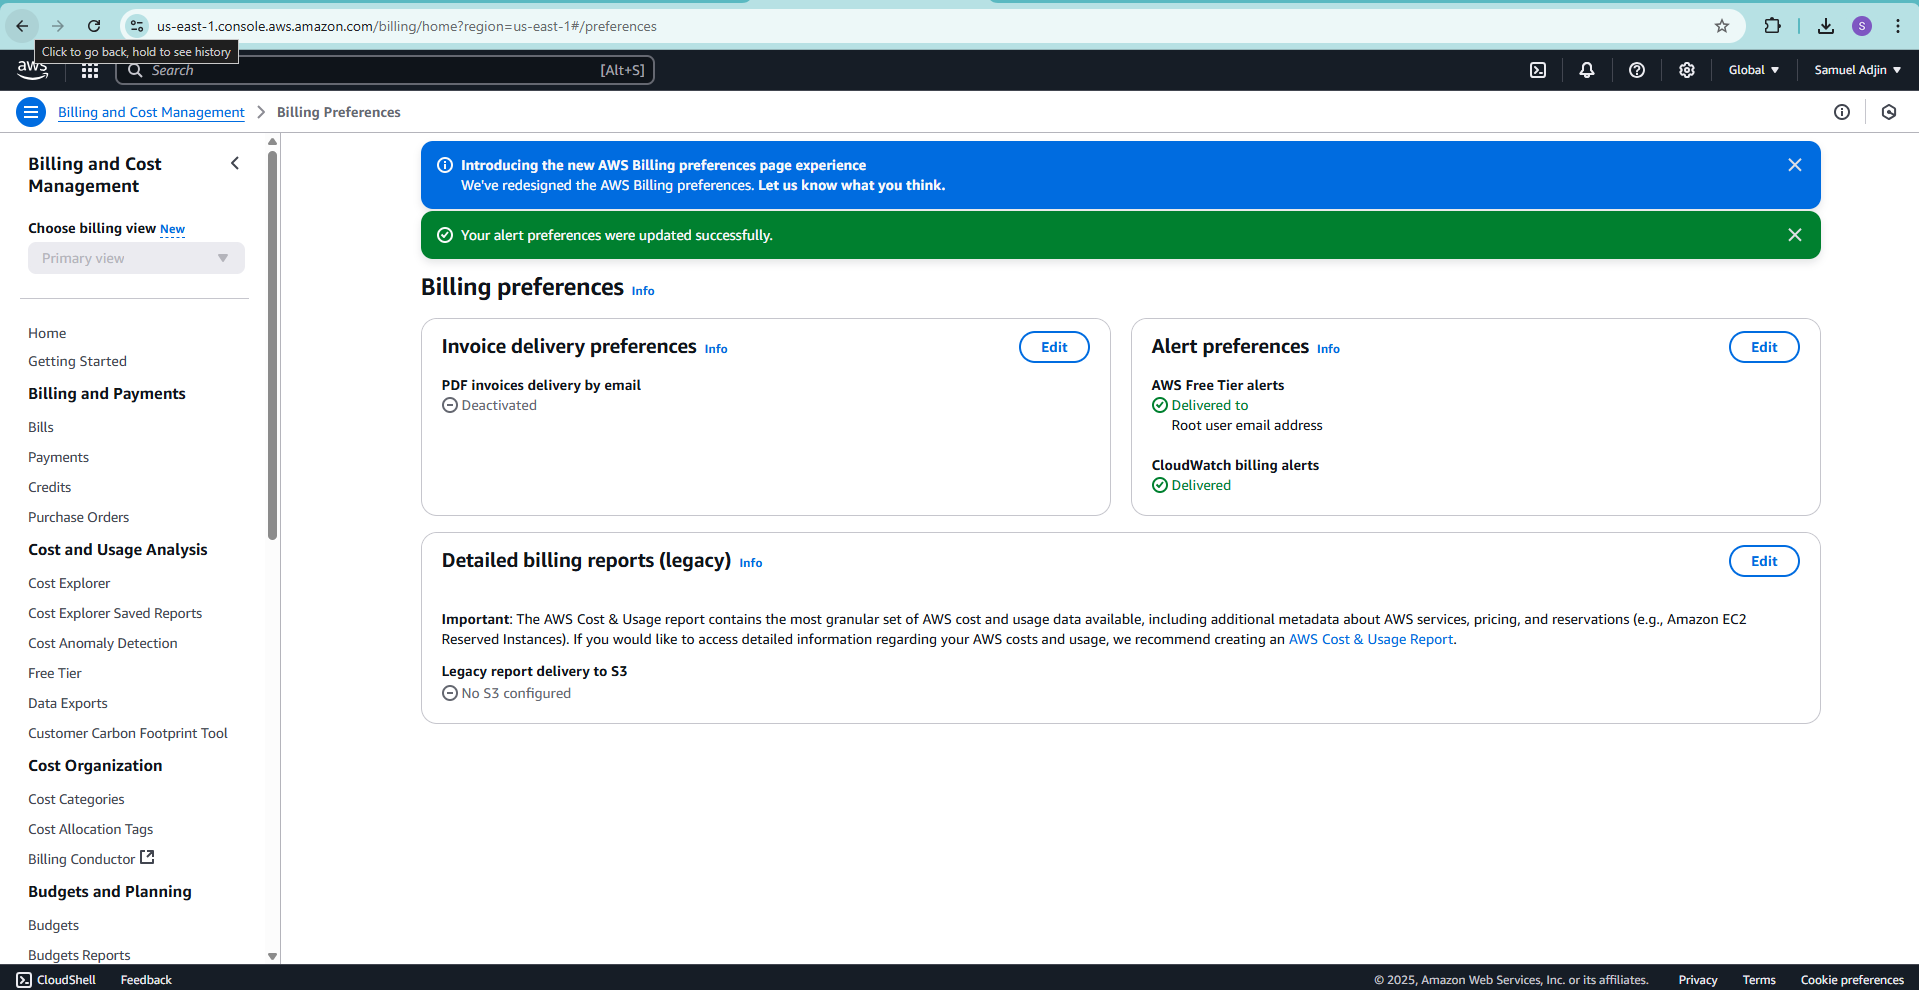 us-east-1.console.aws.amazon.com/billing/home?region=us-east-1#/preferences
S
Click to go back, hold to see history
aws
Search
[Alt+S]
Global
Samuel Adjin
Billing and Cost Management
Billing Preferences
Billing and Cost
Management
Choose billing view New
Primary view
Home
Getting Started
Billing and Payments
Bills
Payments
Credits
Purchase Orders
Cost and Usage Analysis
Cost Explorer
Cost Explorer Saved Reports
Cost Anomaly Detection
Free Tier
Data Exports
Customer Carbon Footprint Tool
Cost Organization
Cost Categories
Cost Allocation Tags
Billing Conductor
Budgets and Planning
Budgets
Budgets Reports
Introducing the new AWS Billing preferences page experience
We've redesigned the AWS Billing preferences. Let us know what you think.
Your alert preferences were updated successfully.
Billing preferences Info
Invoice delivery preferences Info
Edit
PDF invoices delivery by email
Deactivated
Alert preferences Info
Edit
AWS Free Tier alerts
Delivered to
Root user email address
CloudWatch billing alerts
Delivered
Detailed billing reports (legacy) Info
Edit
Important: The AWS Cost & Usage report contains the most granular set of AWS cost and usage data available, including additional metadata about AWS services, pricing, and reservations (e.g., Amazon EC2
Reserved Instances). If you would like to access detailed information regarding your AWS costs and usage, we recommend creating an AWS Cost & Usage Report.
Legacy report delivery to S3
No S3 configured
CloudShell
Feedback
© 2025, Amazon Web Services, Inc. or its affiliates.
Privacy
Terms
Cookie preferences